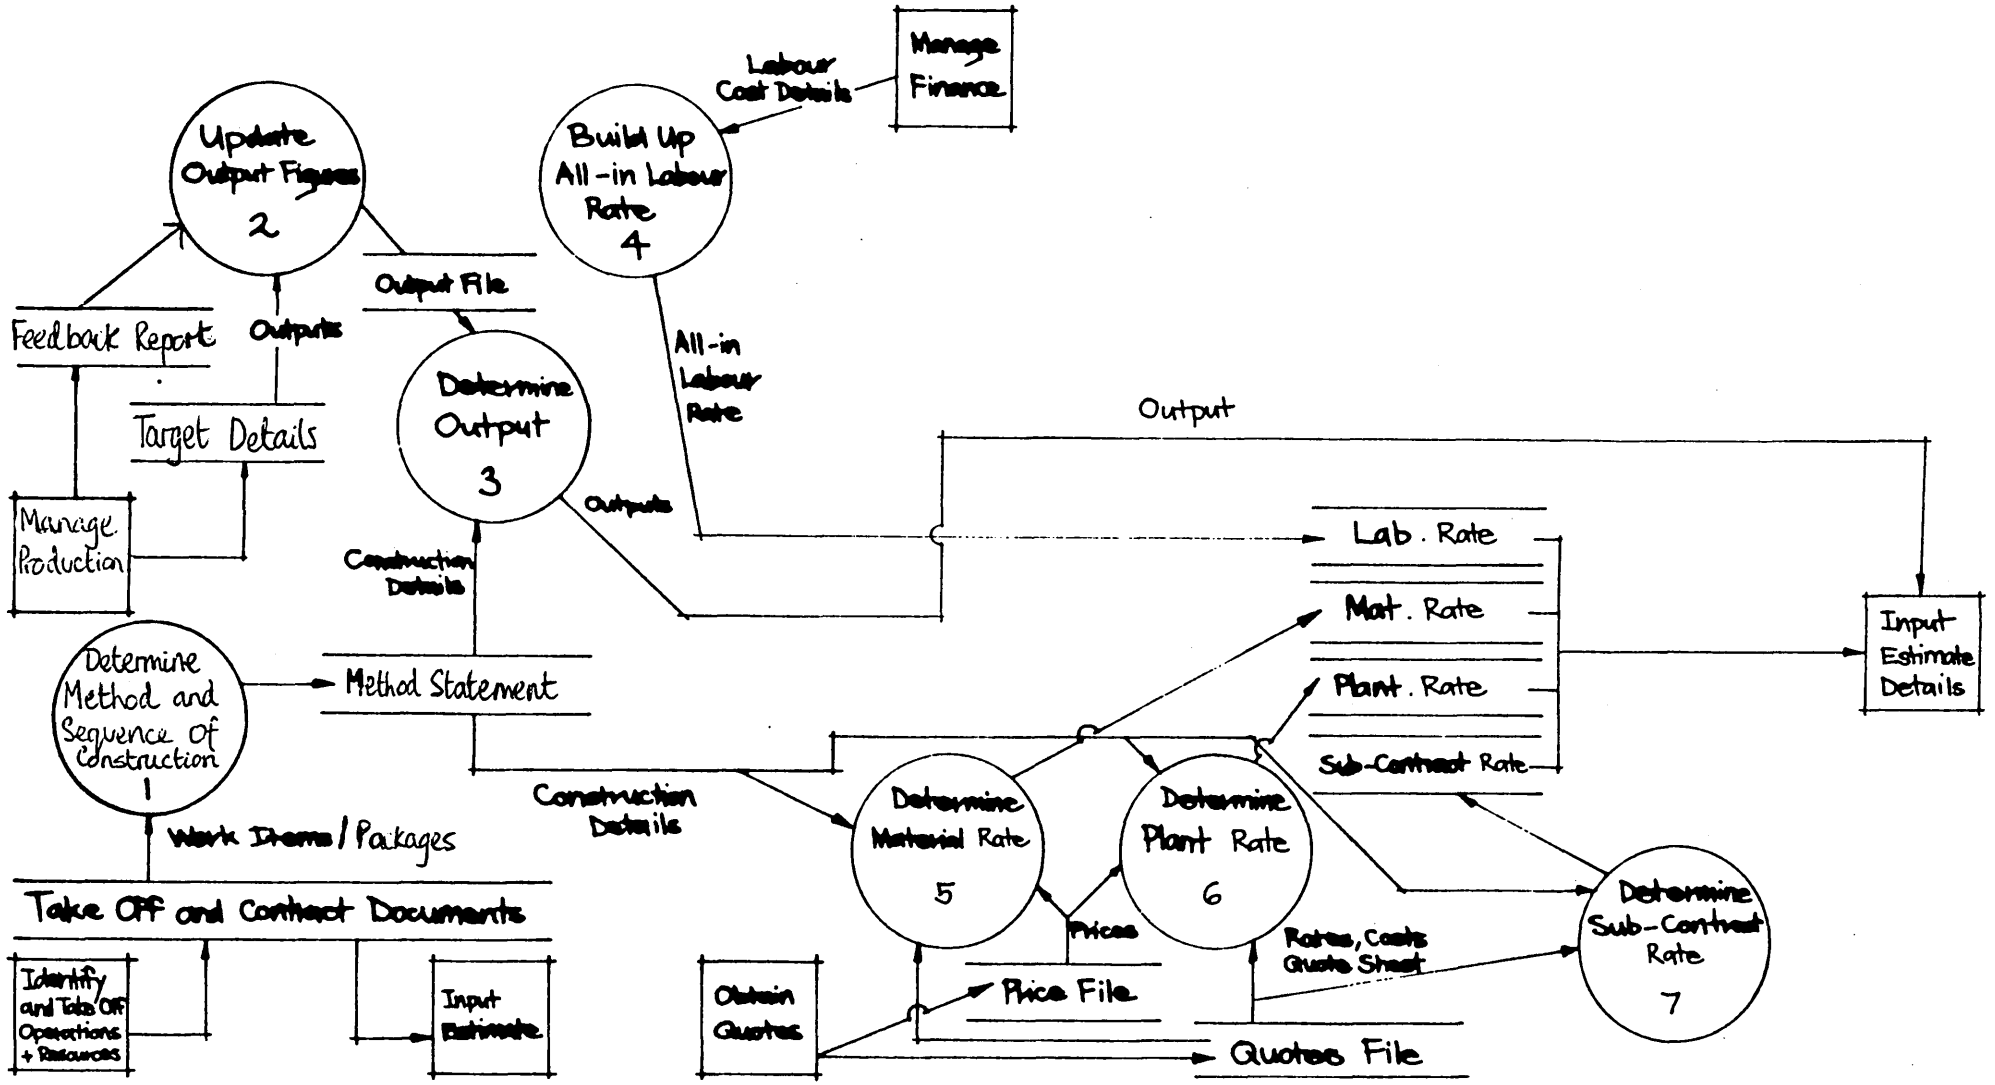 Manage
Finance
Labour
Cost Details
Update
Output Figures
2
Build Up
All-in Labour
Rate
4
Output File
Feedback Report
Outputs
All-in
Labour
Rate
Determine
Output
3
Target Details
Output
Outputs
Manage
Production
Construction
Details
Lab. Rate
Mat. Rate
Plant. Rate
Sub-Contract Rate
Input
Estimate
Details
Determine
Method and
Sequence Of
Construction
1
Method Statement
Construction
Details
Work Items/Packages
Determine
Material Rate
5
Determine
Plant Rate
6
Determine
Sub-Contract
Rate
7
Take Off and Contract Documents
Prices
Rates, Costs
Quote Sheet
Identify
and Take Off
Operations
+ Resources
Input
Estimate
Obtain
Quotes
Price File
Quotes File